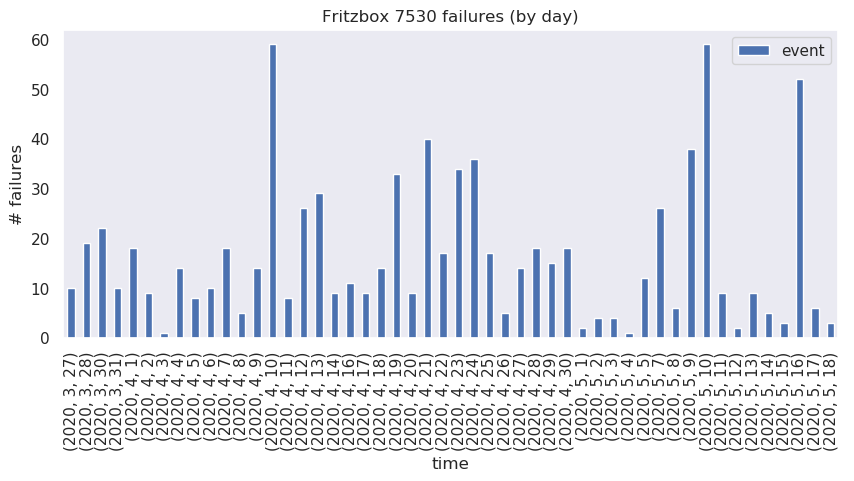 Fritzbox 7530 failures (by day)
event
# failures
60
50
40
30
20
10
0
(2020, 3, 27)
(2020, 3, 28)
(2020, 3, 30)
(2020, 3, 31)
(2020, 4, 1)
(2020, 4, 2)
(2020, 4, 3)
(2020, 4, 4)
(2020, 4, 5)
(2020, 4, 6)
(2020, 4, 7)
(2020, 4, 8)
(2020, 4, 9)
(2020, 4, 10)
(2020, 4, 11)
(2020, 4, 12)
(2020, 4, 13)
(2020, 4, 14)
(2020, 4, 16)
(2020, 4, 17)
(2020, 4, 18)
(2020, 4, 19)
(2020, 4, 20)
(2020, 4, 21)
(2020, 4, 22)
(2020, 4, 23)
(2020, 4, 24)
(2020, 4, 25)
(2020, 4, 26)
(2020, 4, 27)
(2020, 4, 28)
(2020, 4, 29)
(2020, 4, 30)
(2020, 5, 1)
(2020, 5, 2)
(2020, 5, 3)
(2020, 5, 4)
(2020, 5, 5)
(2020, 5, 7)
(2020, 5, 8)
(2020, 5, 9)
(2020, 5, 10)
(2020, 5, 11)
(2020, 5, 12)
(2020, 5, 13)
(2020, 5, 14)
(2020, 5, 15)
(2020, 5, 16)
(2020, 5, 17)
(2020, 5, 18)
time